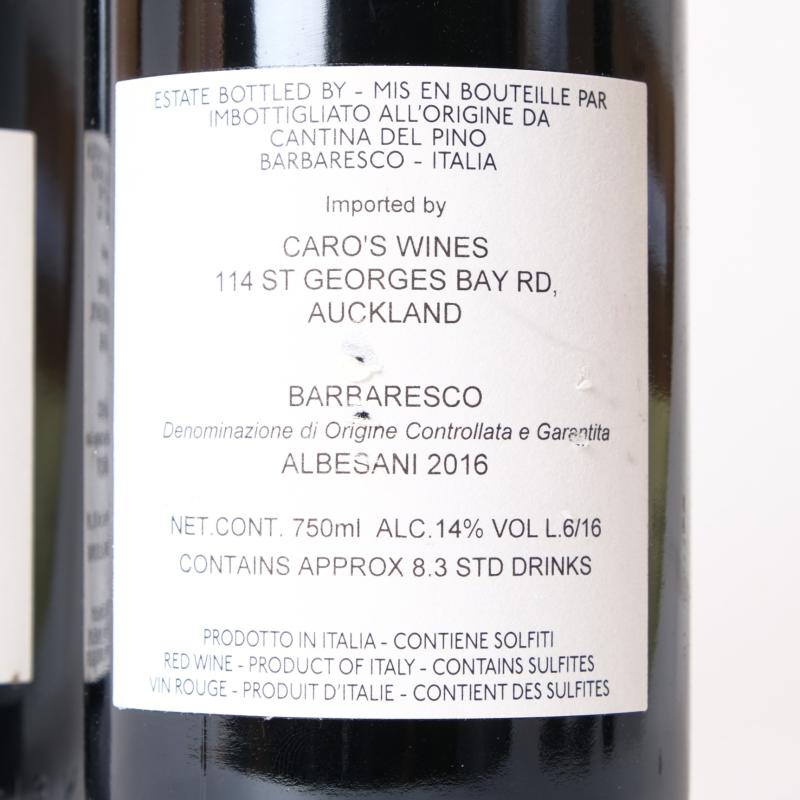 ESTATE BOTTLED BY - MIS EN BOUTEILLE PAR
IMBOTTIGLIATO ALL'ORIGINE DA
CANTINA DEL PINO
BARBARESCO - ITALIA
Imported by
CARO'S WINES
114 ST GEORGES BAY RD,
AUCKLAND
BARBARESCO
Denominazione di Origine Controllata e Garantita
ALBESANI 2016
NET.CONT. 750ml ALC.14% VOL L.6/16
CONTAINS APPROX 8.3 STD DRINKS
PRODOTTO IN ITALIA - CONTIENE SOLFITI
RED WINE - PRODUCT OF ITALY - CONTAINS SULFITES
VIN ROUGE - PRODUIT D'ITALIE - CONTIENT DES SULFITES